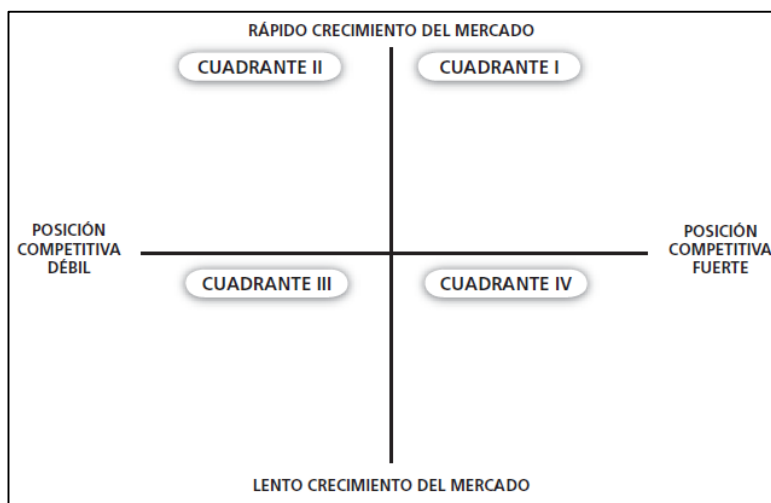 RÁPIDO CRECIMIENTO DEL MERCADO
CUADRANTE II
CUADRANTE I
POSICIÓN
COMPETITIVA
DÉBIL
POSICIÓN
COMPETITIVA
FUERTE
CUADRANTE III
CUADRANTE IV
LENTO CRECIMIENTO DEL MERCADO